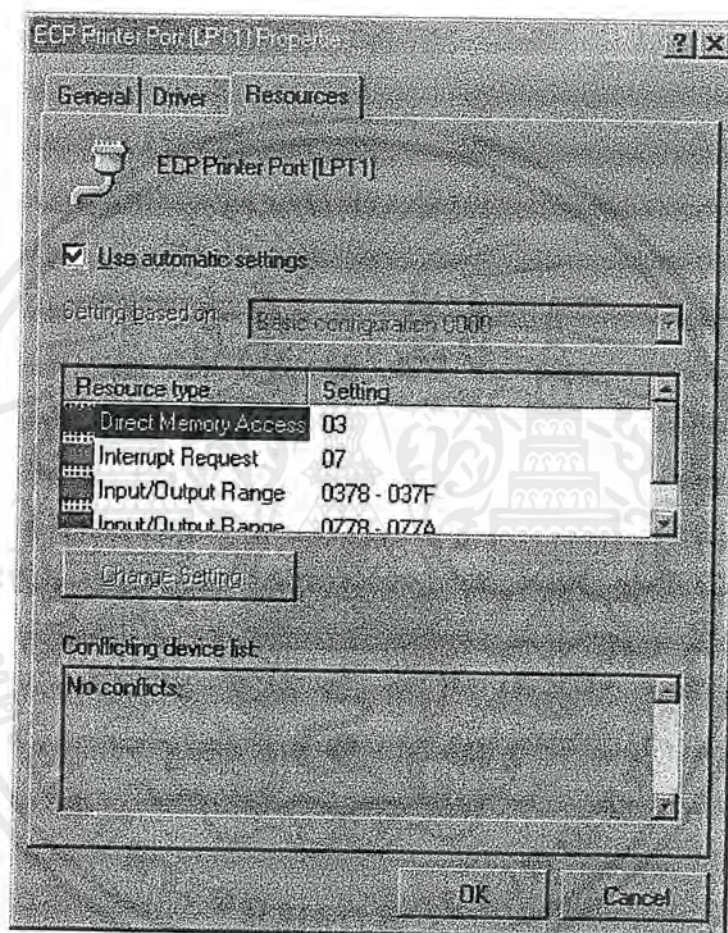 ECP Printer Port (LPT1) Properties
General Driver Resources
ECP Printer Port (LPT1)
Use automatic settings
Setting based on: Basic configuration 0000
Resource type Setting
Direct Memory Access 03
Interrupt Request 07
Input/Output Range 0378 - 037F
Input/Output Range 0778 - 077A
Change Setting...
Conflicting device list:
No conflicts.
OK Cancel